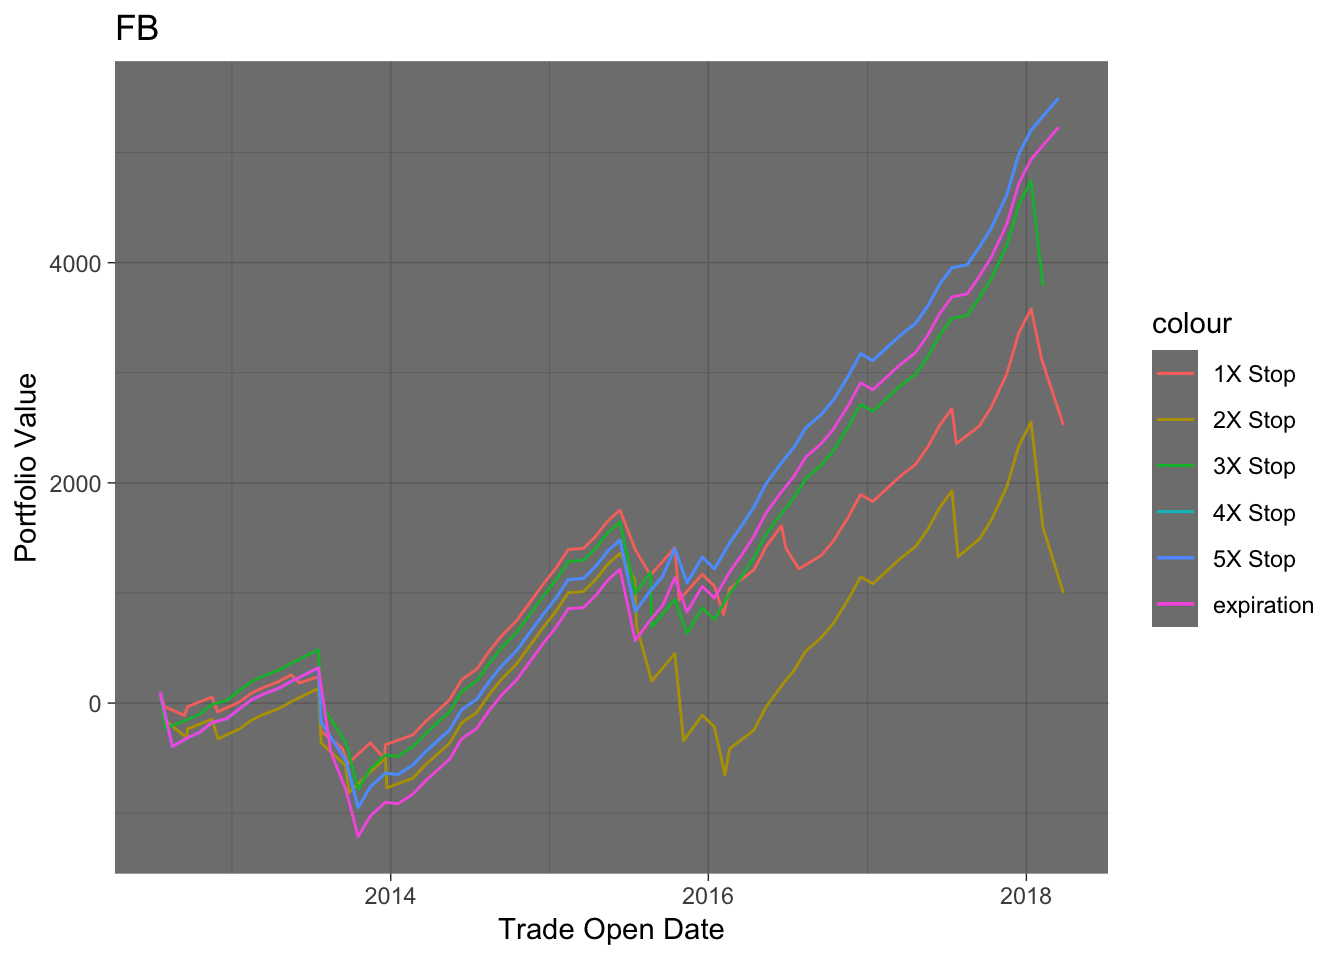 FB
4000
2000
0
Portfolio Value
2014
2016
2018
Trade Open Date
colour
1X Stop
2X Stop
3X Stop
4X Stop
5X Stop
expiration